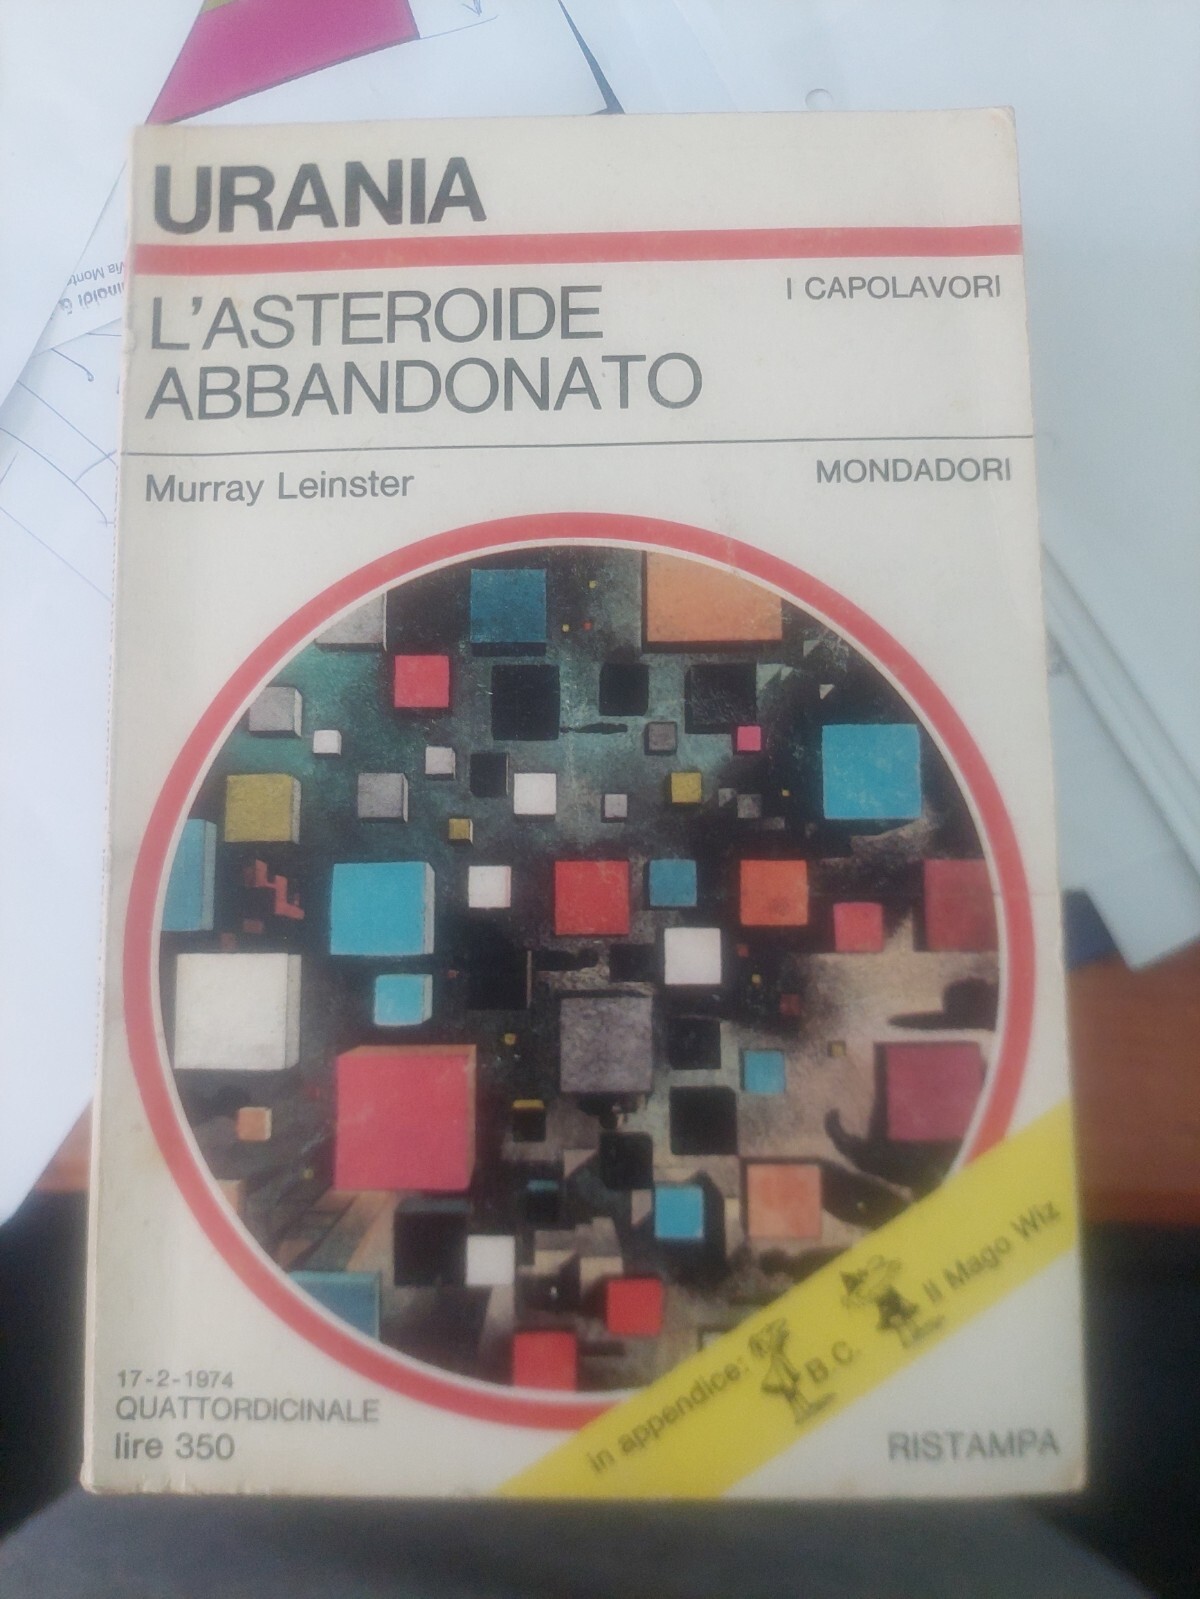 URANIA
I CAPOLAVORI
L'ASTEROIDE
ABBANDONATO
Murray Leinster
MONDADORI
in appendice: B.C. Il Mago Wiz
17-2-1974
QUATTORDICINALE
lire 350
RISTAMPA